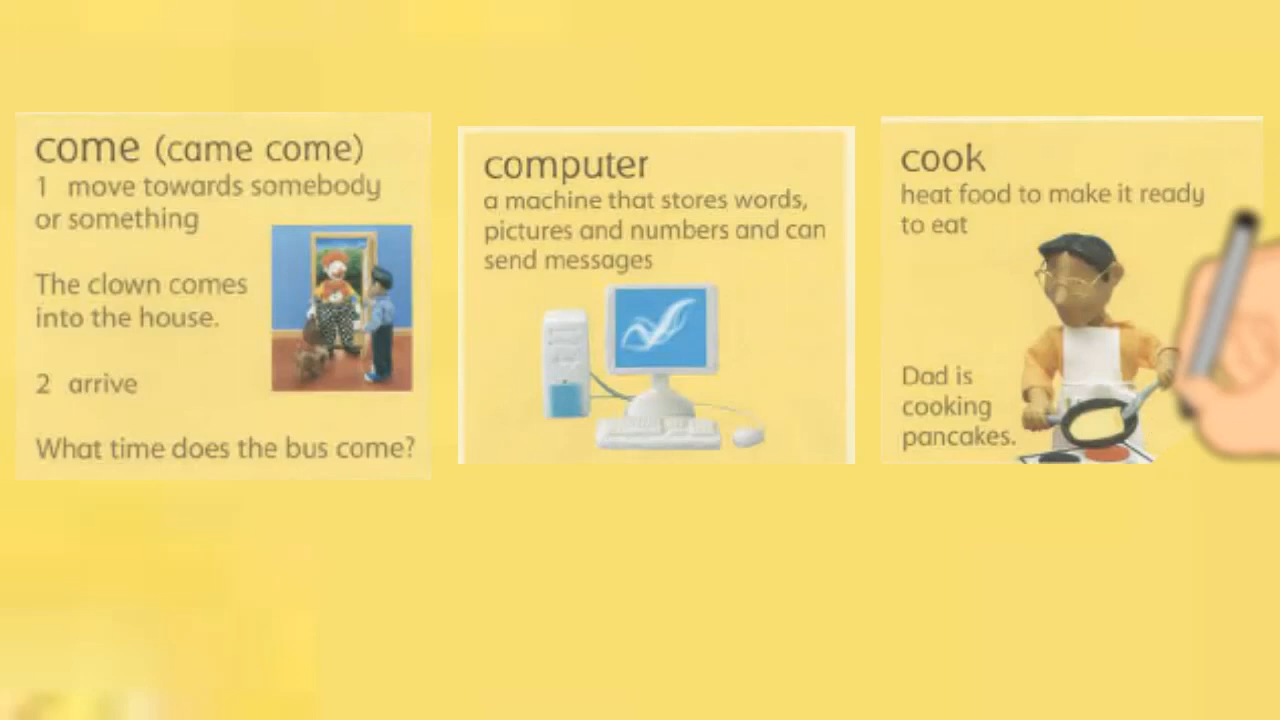 come (came come)
1 move towards somebody
or something
The clown comes
into the house.
2 arrive
What time does the bus come?
computer
a machine that stores words,
pictures and numbers and can
send messages
cook
heat food to make it ready
to eat
Dad is
cooking
pancakes.